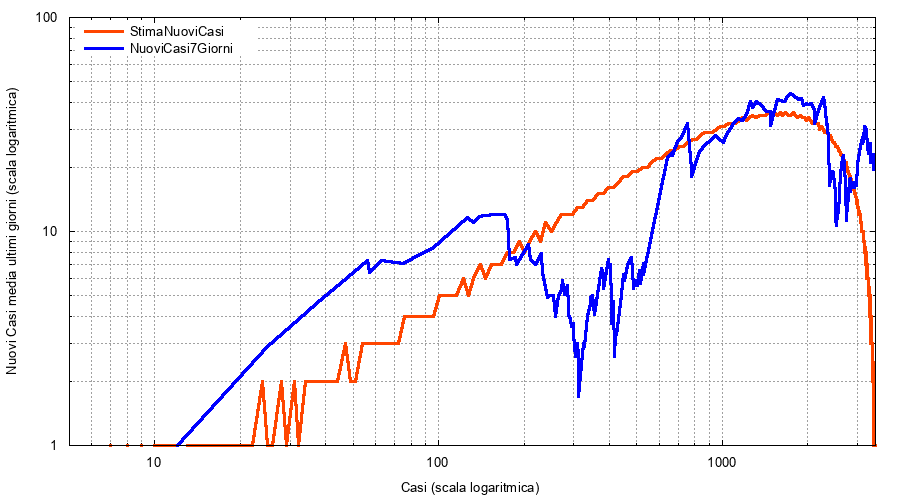 100
StimaNuoviCasi
NuoviCasi7Giorni
Nuovi Casi media ultimi giorni (scala logaritmica)
10
1
10
100
1000
Casi (scala logaritmica)